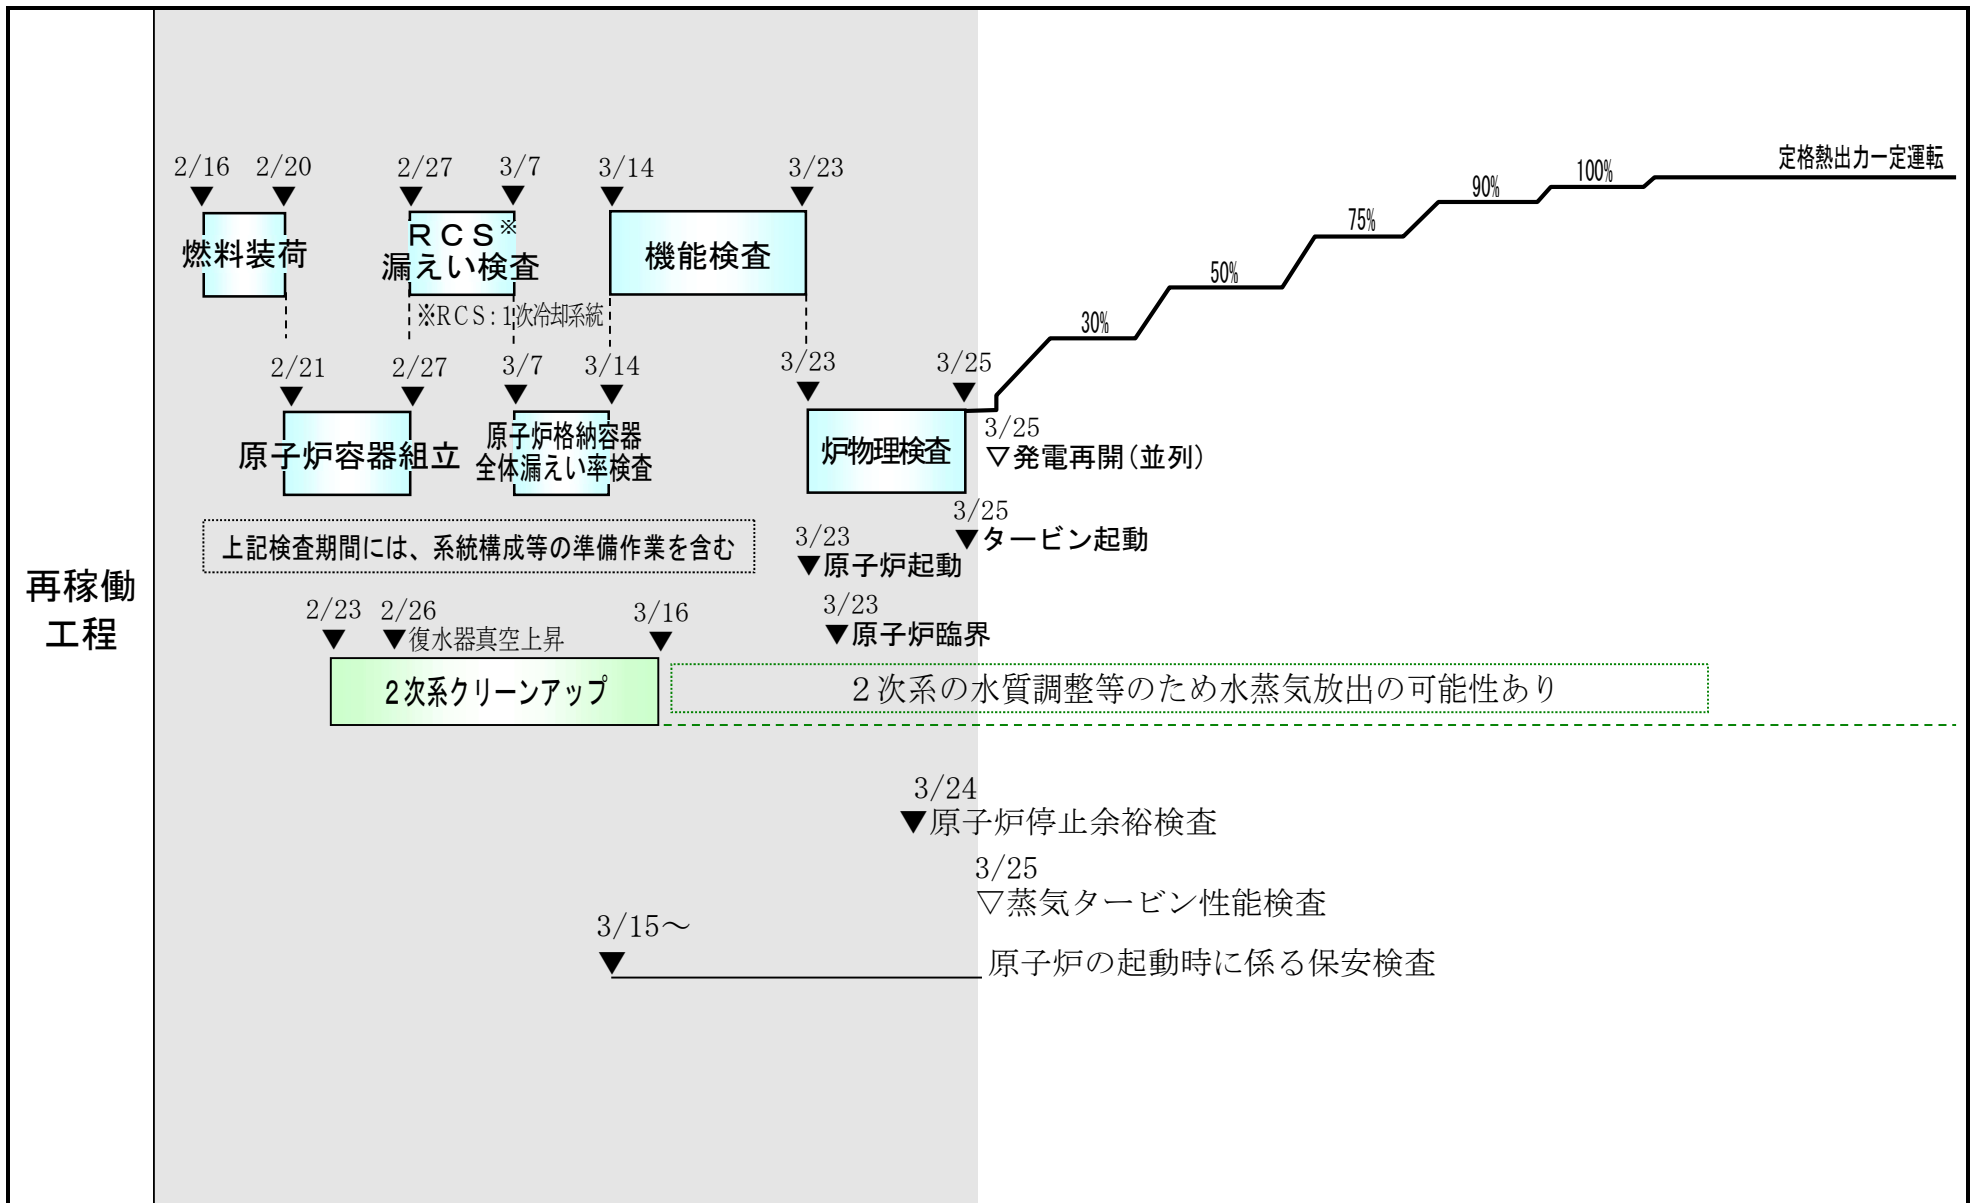 再稼働
工程
2/16 2/20 2/27 3/7 3/14 3/23
▼ ▼ ▼ ▼ ▼ ▼
燃料装荷
RCS※
漏えい検査
機能検査
※RCS:1次冷却系統
2/21 2/27 3/7 3/14 3/23 3/25
▼ ▼ ▼ ▼ ▼ ▼
原子炉容器組立
原子炉格納容器
全体漏えい率検査
炉物理検査
30%
50%
75%
90%
100%
定格熱出力一定運転
3/25
▽発電再開(並列)
3/25
▼タービン起動
上記検査期間には、系統構成等の準備作業を含む
3/23
▼原子炉起動
3/23
▼原子炉臨界
2/23 2/26 3/16
▼ ▼復水器真空上昇 ▼
2次系クリーンアップ
2次系の水質調整等のため水蒸気放出の可能性あり
3/24
▼原子炉停止余裕検査
3/25
▽蒸気タービン性能検査
3/15～
▼
原子炉の起動時に係る保安検査